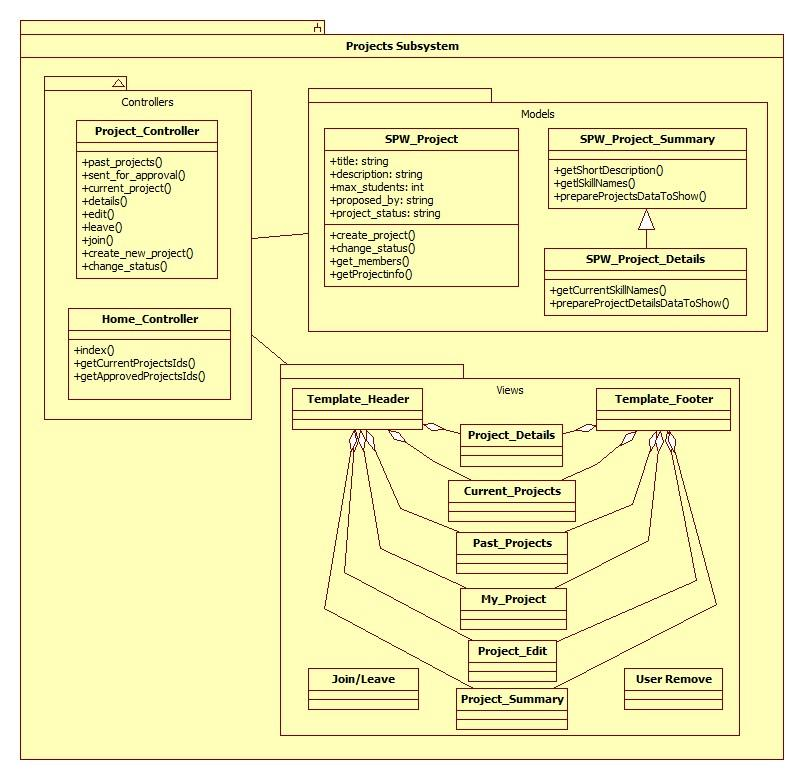 Projects Subsystem
Controllers
Project_Controller
+past_projects()
+sent_for_approval()
+current_project()
+details()
+edit()
+leave()
+join()
+create_new_project()
+change_status()
Home_Controller
+index()
+getCurrentProjectsIds()
+getApprovedProjectsIds()
Models
SPW_Project
+title: string
+description: string
+max_students: int
+proposed_by: string
+project_status: string
+create_project()
+change_status()
+get_members()
+getProjectinfo()
SPW_Project_Summary
+getShortDescription()
+getlSkillNames()
+prepareProjectsDataToShow()
SPW_Project_Details
+getCurrentSkillNames()
+prepareProjectDetailsDataToShow()
Views
Template_Header
Template_Footer
Project_Details
Current_Projects
Past_Projects
My_Project
Project_Edit
Join/Leave
User Remove
Project_Summary